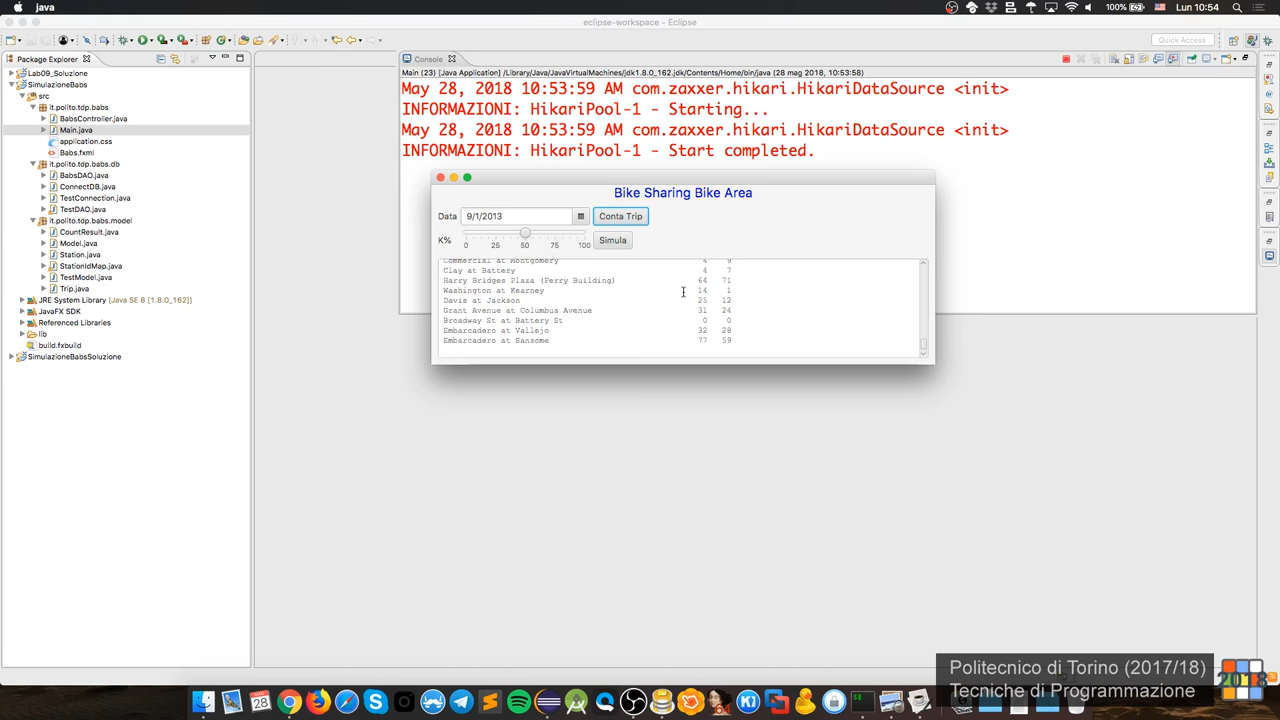 java
100%
Lun 10:54
eclipse-workspace - Eclipse
Quick Access
Package Explorer
Console
Main (23) [Java Application] /Library/Java/JavaVirtualMachines/jdk1.8.0_162.jdk/Contents/Home/bin/java (28 mag 2018, 10:53:58)
Lab09_Soluzione
SimulazioneBabs
src
it.polito.tdp.babs
BabsController.java
Main.java
application.css
Babs.fxml
it.polito.tdp.babs.db
BabsDAO.java
ConnectDB.java
TestConnection.java
TestDAO.java
it.polito.tdp.babs.model
CountResult.java
Model.java
Station.java
StationIdMap.java
TestModel.java
Trip.java
JRE System Library [Java SE 8 [1.8.0_162]]
JavaFX SDK
Referenced Libraries
lib
build.fxbuild
SimulazioneBabsSoluzione
May 28, 2018 10:53:59 AM com.zaxxer.hikari.HikariDataSource <init>
INFORMAZIONI: HikariPool-1 - Starting...
May 28, 2018 10:53:59 AM com.zaxxer.hikari.HikariDataSource <init>
INFORMAZIONI: HikariPool-1 - Start completed.
Bike Sharing Bike Area
Data 9/1/2013 Conta Trip
K% 0 25 50 75 100 Simula
Commercial at Montgomery 9
Clay at Battery 4 7
Harry Bridges Plaza (Ferry Building) 64 71
Washington at Kearney 14 1
Davis at Jackson 25 12
Grant Avenue at Columbus Avenue 31 24
Broadway St at Battery St 0 0
Embarcadero at Vallejo 32 28
Embarcadero at Sansome 77 59
Politecnico di Torino (2017/18)
Tecniche di Programmazione
2018